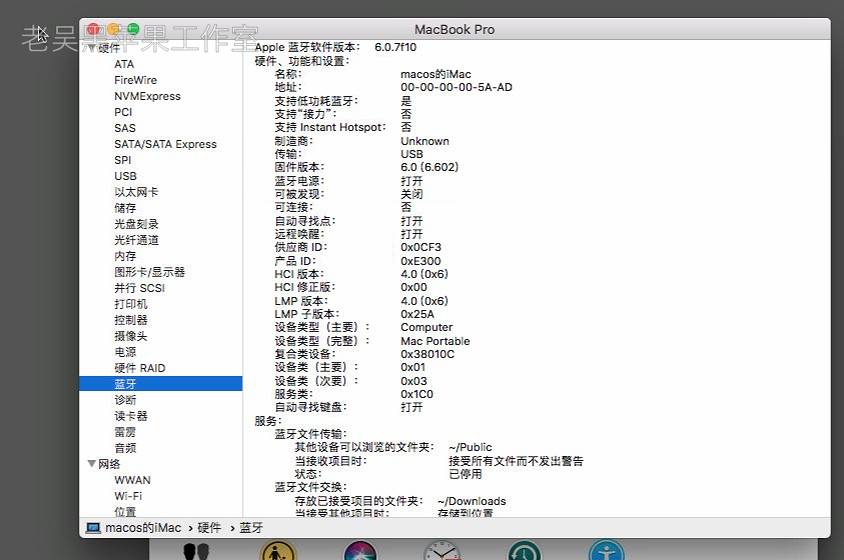 MacBook Pro
老吴黑苹果工作室
硬件
ATA
FireWire
NVMExpress
PCI
SAS
SATA/SATA Express
SPI
USB
以太网卡
储存
光盘刻录
光纤通道
内存
图形卡/显示器
并行 SCSI
打印机
控制器
摄像头
电源
硬件 RAID
蓝牙
诊断
读卡器
雷雳
音频
网络
WWAN
Wi-Fi
位置
Apple 蓝牙软件版本: 6.0.7f10
硬件、功能和设置:
名称: macos的iMac
地址: 00-00-00-00-5A-AD
支持低功耗蓝牙: 是
支持“接力”: 否
支持 Instant Hotspot: 否
制造商: Unknown
传输: USB
固件版本: 6.0 (6.602)
蓝牙电源: 打开
可被发现: 关闭
可连接: 否
自动寻找点: 打开
远程唤醒: 打开
供应商 ID: 0x0CF3
产品 ID: 0xE300
HCI 版本: 4.0 (0x6)
HCI 修正版: 0x00
LMP 版本: 4.0 (0x6)
LMP 子版本: 0x25A
设备类型（主要）: Computer
设备类型（完整）: Mac Portable
复合类设备: 0x38010C
设备类（主要）: 0x01
设备类（次要）: 0x03
服务类: 0x1C0
自动寻找键盘: 打开
服务:
蓝牙文件传输:
其他设备可以浏览的文件夹: ~/Public
当接收项目时: 接受所有文件而不发出警告
状态: 已停用
蓝牙文件交换:
存放已接受项目的文件夹: ~/Downloads
当接受其他项目时: 存储到位置
macos的iMac › 硬件 › 蓝牙